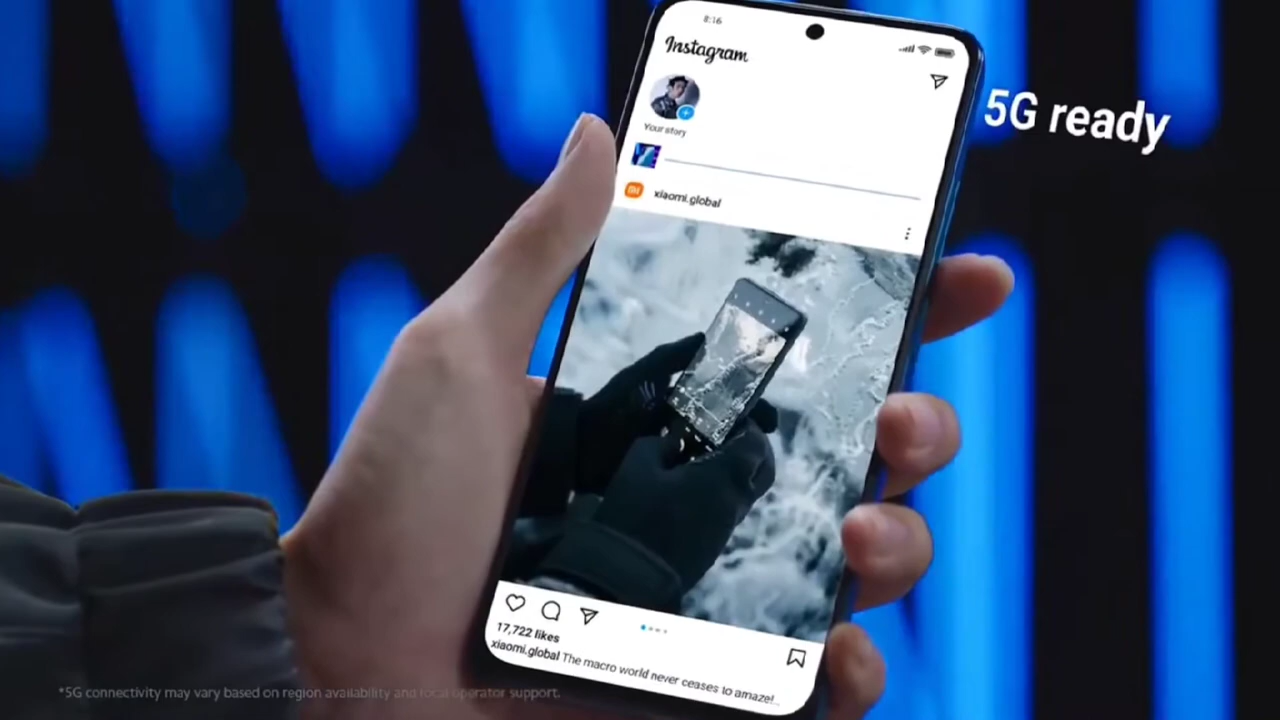 8:16
Instagram
5G ready
Your story
mi
xiaomi.global
17,722 likes
xiaomi.global The macro world never ceases to amaze!...
*5G connectivity may vary based on region availability and local operator support.